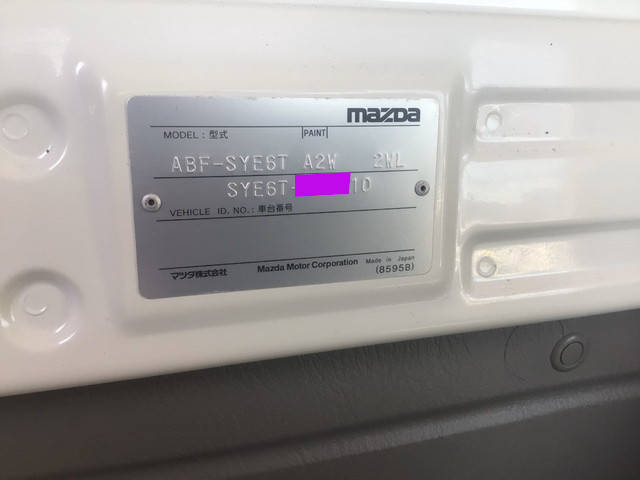 mazda
MODEL : 型式 PAINT
ABF-SYE6T A2W 2WL
SYE6T- 10
VEHICLE ID. NO. : 車台番号
マツダ株式会社 Mazda Motor Corporation Made in Japan
(8595B)